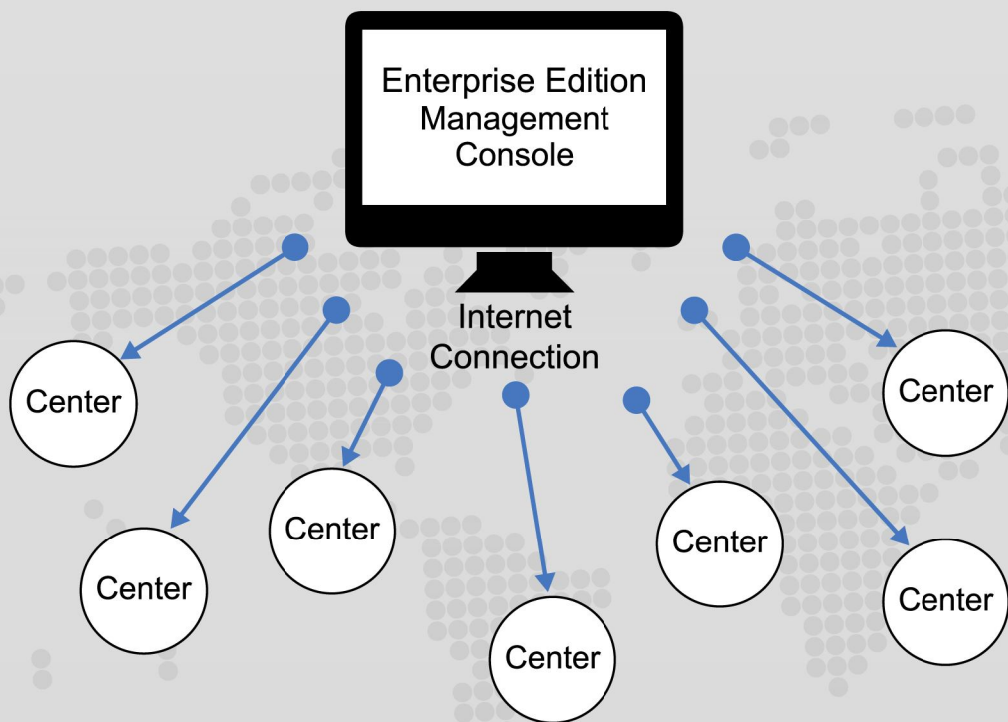 Enterprise Edition
Management
Console
Internet
Connection
Center
Center
Center
Center
Center
Center
Center